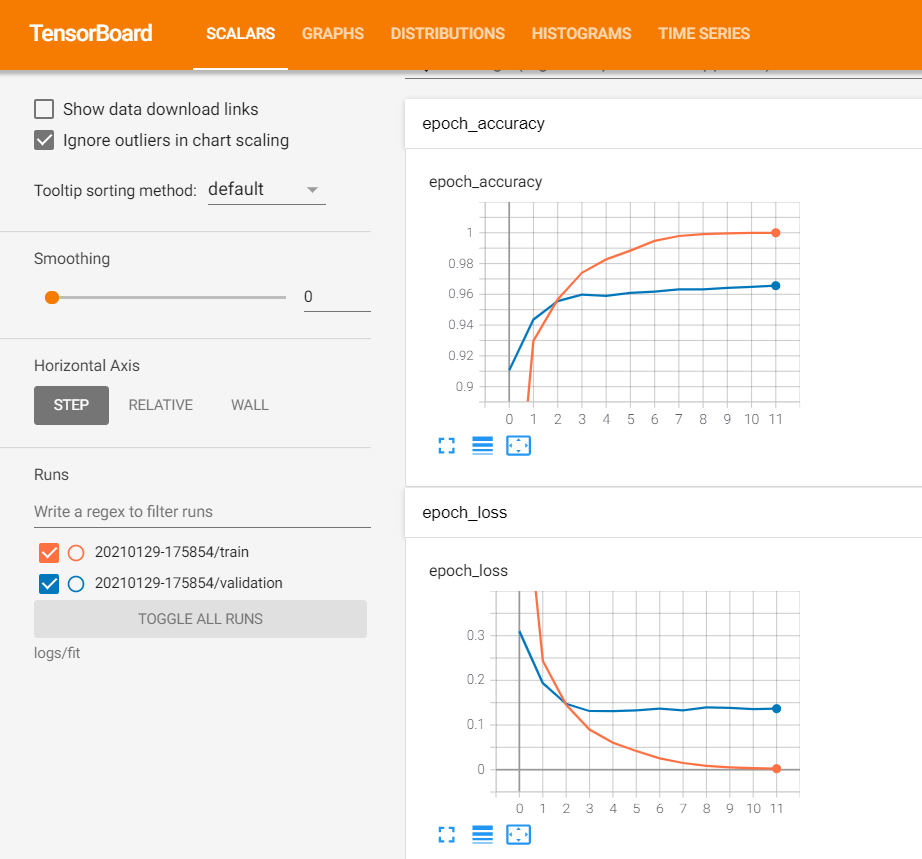 TensorBoard SCALARS GRAPHS DISTRIBUTIONS HISTOGRAMS TIME SERIES
Show data download links
Ignore outliers in chart scaling
Tooltip sorting method: default
Smoothing
0
Horizontal Axis
STEP RELATIVE WALL
Runs
Write a regex to filter runs
20210129-175854/train
20210129-175854/validation
TOGGLE ALL RUNS
logs/fit
epoch_accuracy
epoch_accuracy
1
0.98
0.96
0.94
0.92
0.9
0 1 2 3 4 5 6 7 8 9 10 11
epoch_loss
epoch_loss
0.3
0.2
0.1
0
0 1 2 3 4 5 6 7 8 9 10 11